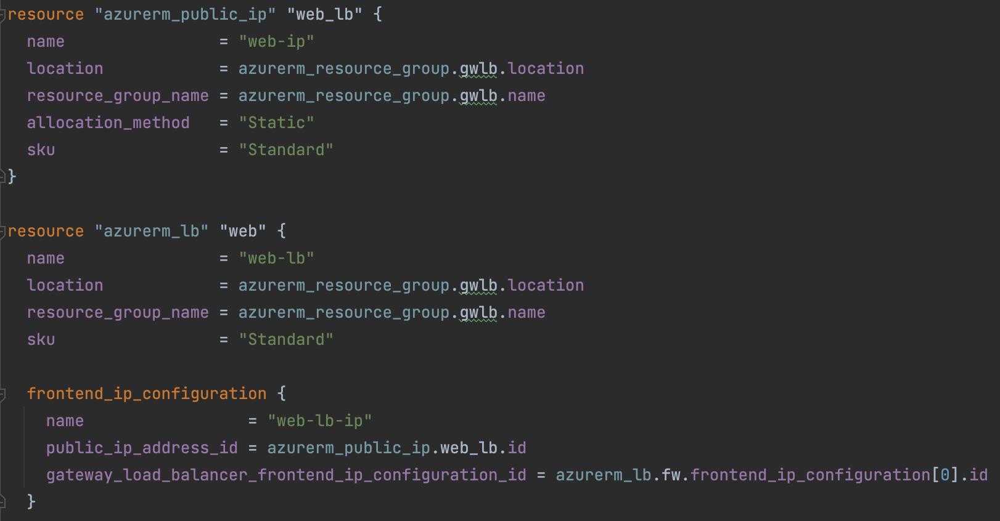 resource "azurerm_public_ip" "web_lb" {
  name                = "web-ip"
  location            = azurerm_resource_group.gwlb.location
  resource_group_name = azurerm_resource_group.gwlb.name
  allocation_method   = "Static"
  sku                 = "Standard"
}

resource "azurerm_lb" "web" {
  name                = "web-lb"
  location            = azurerm_resource_group.gwlb.location
  resource_group_name = azurerm_resource_group.gwlb.name
  sku                 = "Standard"

  frontend_ip_configuration {
    name                 = "web-lb-ip"
    public_ip_address_id = azurerm_public_ip.web_lb.id
    gateway_load_balancer_frontend_ip_configuration_id = azurerm_lb.fw.frontend_ip_configuration[0].id
  }